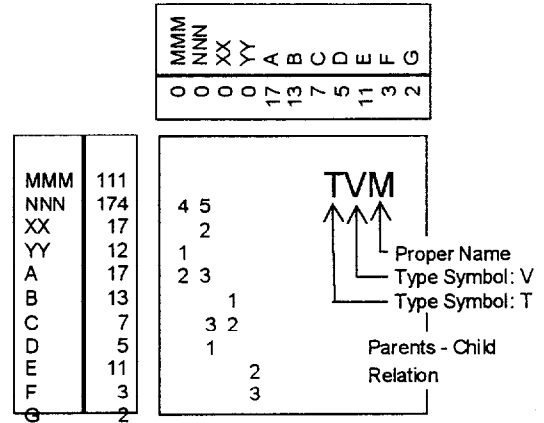 MMM NNN XX YY A B C D E F G
0 0 0 0 17 13 7 5 11 3 2
MMM 111
NNN 174
XX 17
YY 12
A 17
B 13
C 7
D 5
E 11
F 3
G 2
4 5
2
1
2 3
1
3 2
1
2
3
TVM
Proper Name
Type Symbol: V
Type Symbol: T
Parents - Child
Relation